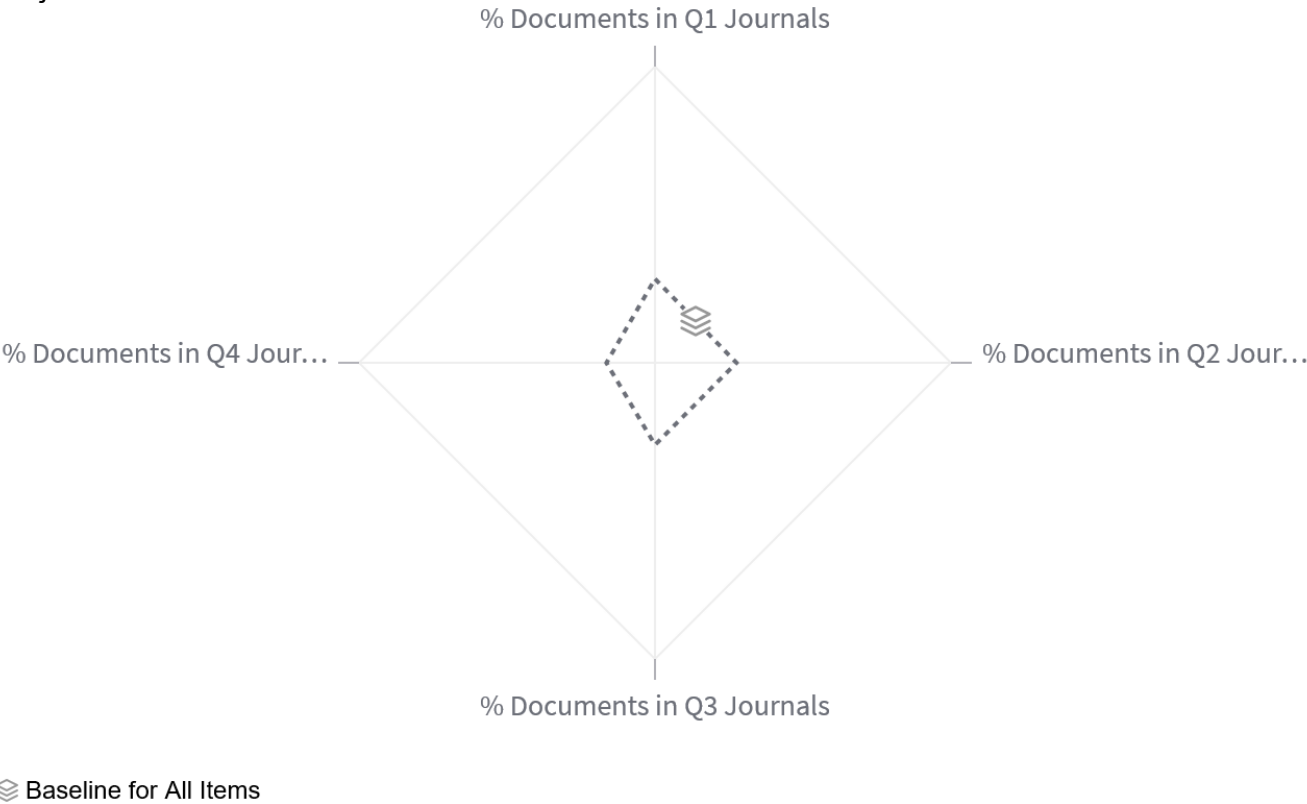 % Documents in Q1 Journals
% Documents in Q4 Jour...
% Documents in Q2 Jour...
% Documents in Q3 Journals
Baseline for All Items